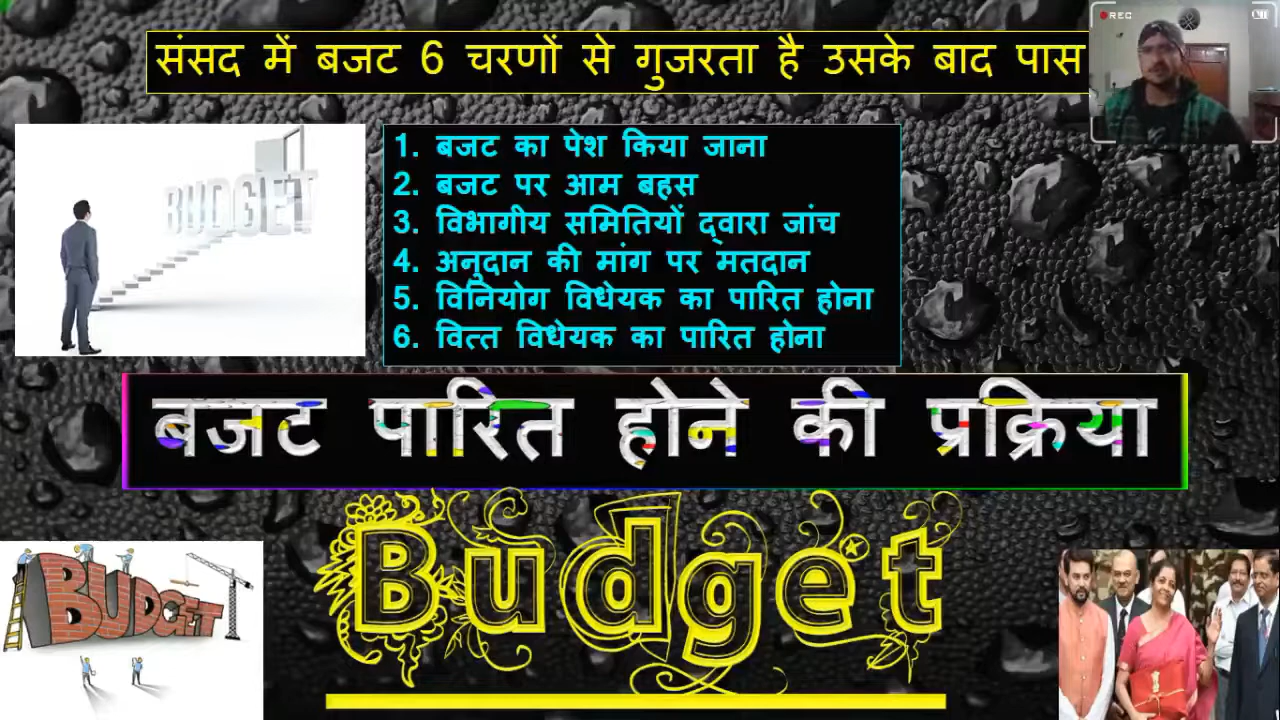 संसद में बजट 6 चरणों से गुजरता है उसके बाद पास
REC
BUDGET
1. बजट का पेश किया जाना
2. बजट पर आम बहस
3. विभागीय समितियों द्वारा जांच
4. अनुदान की मांग पर मतदान
5. विनियोग विधेयक का पारित होना
6. वित्त विधेयक का पारित होना
बजट पारित होने की प्रक्रिया
Budget
BUDGET